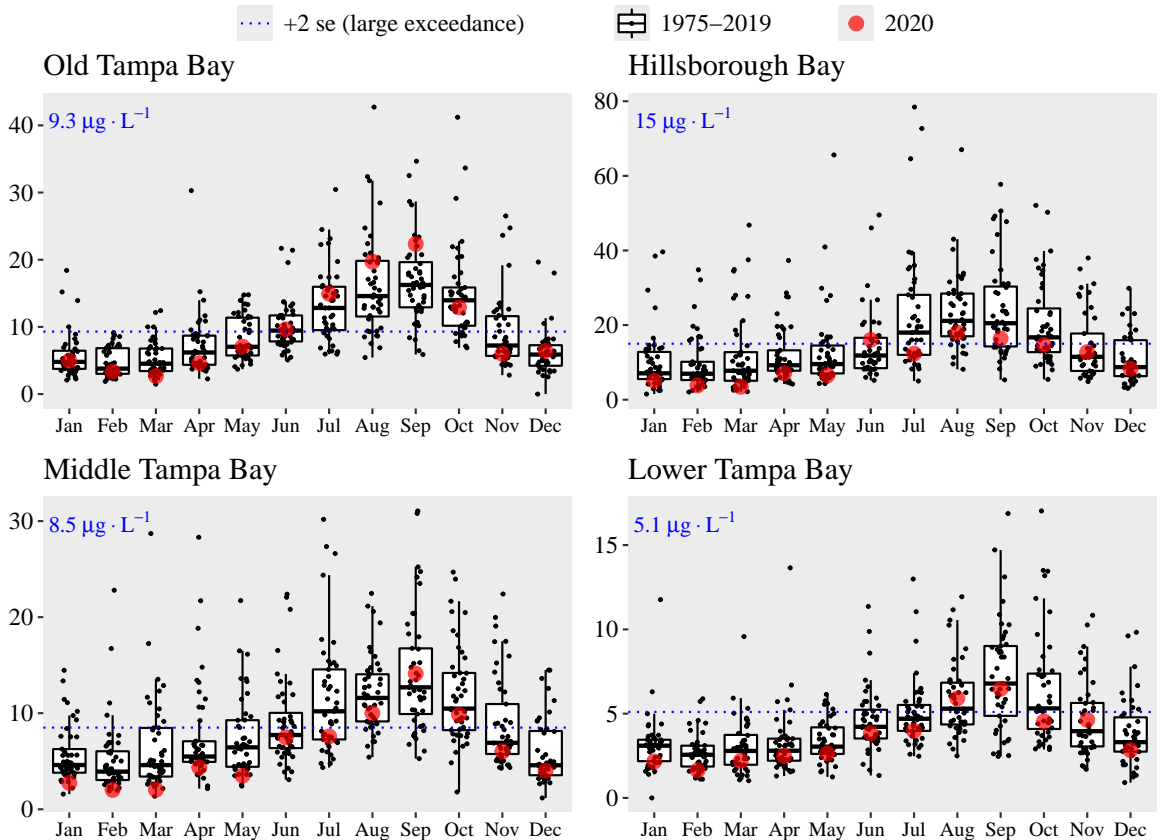 +2 se (large exceedance) 1975–2019 2020
Old Tampa Bay
9.3 μg · L⁻¹
40
30
20
10
0
Jan Feb Mar Apr May Jun Jul Aug Sep Oct Nov Dec
Hillsborough Bay
15 μg · L⁻¹
80
60
40
20
0
Jan Feb Mar Apr May Jun Jul Aug Sep Oct Nov Dec
Middle Tampa Bay
8.5 μg · L⁻¹
30
20
10
0
Jan Feb Mar Apr May Jun Jul Aug Sep Oct Nov Dec
Lower Tampa Bay
5.1 μg · L⁻¹
15
10
5
0
Jan Feb Mar Apr May Jun Jul Aug Sep Oct Nov Dec